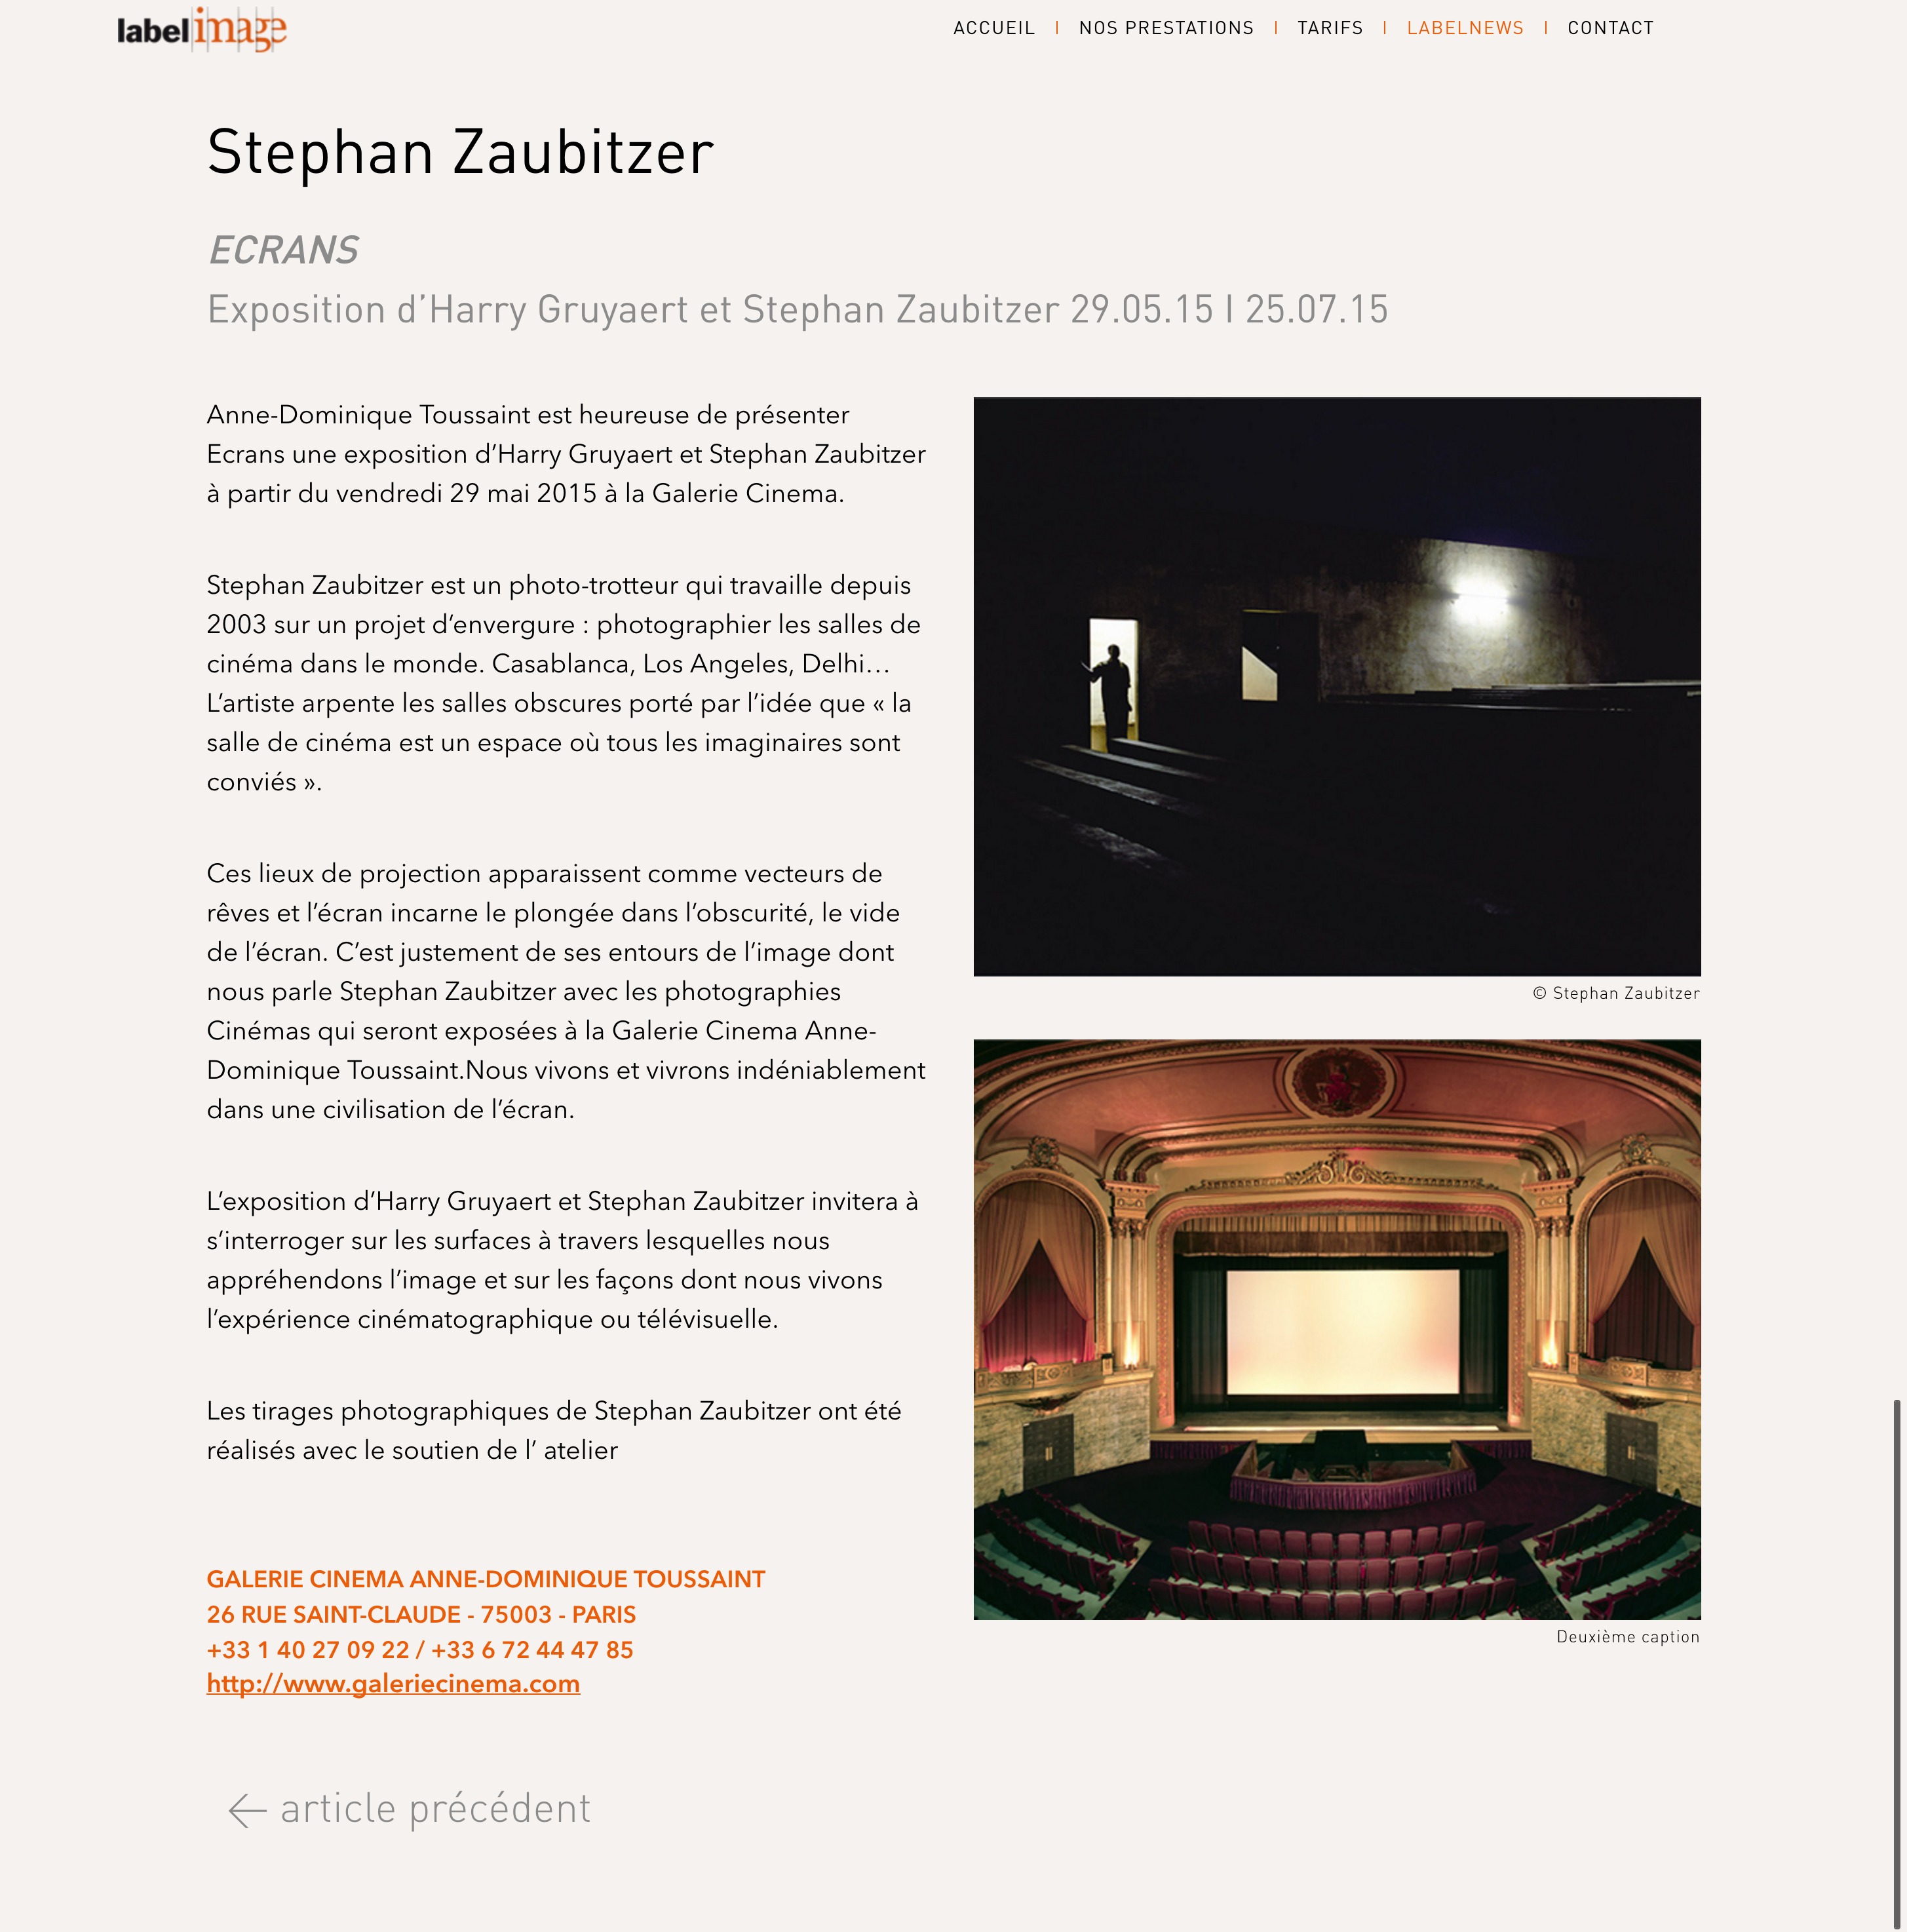 labelimage
ACCUEIL | NOS PRESTATIONS | TARIFS | LABELNEWS | CONTACT
Stephan Zaubitzer
ECRANS
Exposition d’Harry Gruyaert et Stephan Zaubitzer 29.05.15 I 25.07.15
Anne-Dominique Toussaint est heureuse de présenter
Ecrans une exposition d’Harry Gruyaert et Stephan Zaubitzer
à partir du vendredi 29 mai 2015 à la Galerie Cinema.
Stephan Zaubitzer est un photo-trotteur qui travaille depuis
2003 sur un projet d’envergure : photographier les salles de
cinéma dans le monde. Casablanca, Los Angeles, Delhi…
L’artiste arpente les salles obscures porté par l’idée que « la
salle de cinéma est un espace où tous les imaginaires sont
conviés ».
Ces lieux de projection apparaissent comme vecteurs de
rêves et l’écran incarne le plongée dans l’obscurité, le vide
de l’écran. C’est justement de ses entours de l’image dont
nous parle Stephan Zaubitzer avec les photographies
Cinémas qui seront exposées à la Galerie Cinema Anne-
Dominique Toussaint.Nous vivons et vivrons indéniablement
dans une civilisation de l’écran.
L’exposition d’Harry Gruyaert et Stephan Zaubitzer invitera à
s’interroger sur les surfaces à travers lesquelles nous
appréhendons l’image et sur les façons dont nous vivons
l’expérience cinématographique ou télévisuelle.
Les tirages photographiques de Stephan Zaubitzer ont été
réalisés avec le soutien de l’ atelier
GALERIE CINEMA ANNE-DOMINIQUE TOUSSAINT
26 RUE SAINT-CLAUDE - 75003 - PARIS
+33 1 40 27 09 22 / +33 6 72 44 47 85
http://www.galeriecinema.com
© Stephan Zaubitzer
Deuxième caption
← article précédent